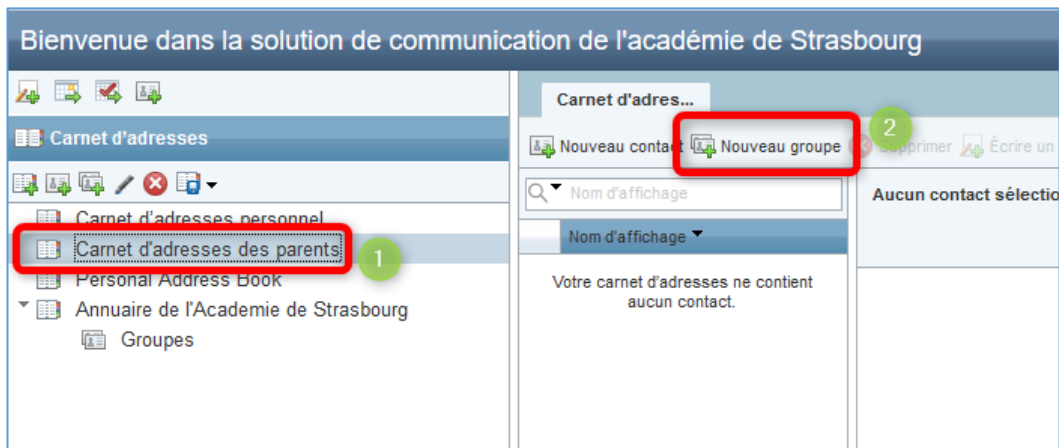 Bienvenue dans la solution de communication de l'académie de Strasbourg
Carnet d'adres...
Carnet d'adresses
Nouveau contact Nouveau groupe
2
Supprimer Écrire un
Nom d'affichage
Aucun contact sélectio
Carnet d'adresses personnel
Carnet d'adresses des parents
1
Nom d'affichage
Personal Address Book
Votre carnet d'adresses ne contient
aucun contact.
Annuaire de l'Academie de Strasbourg
Groupes